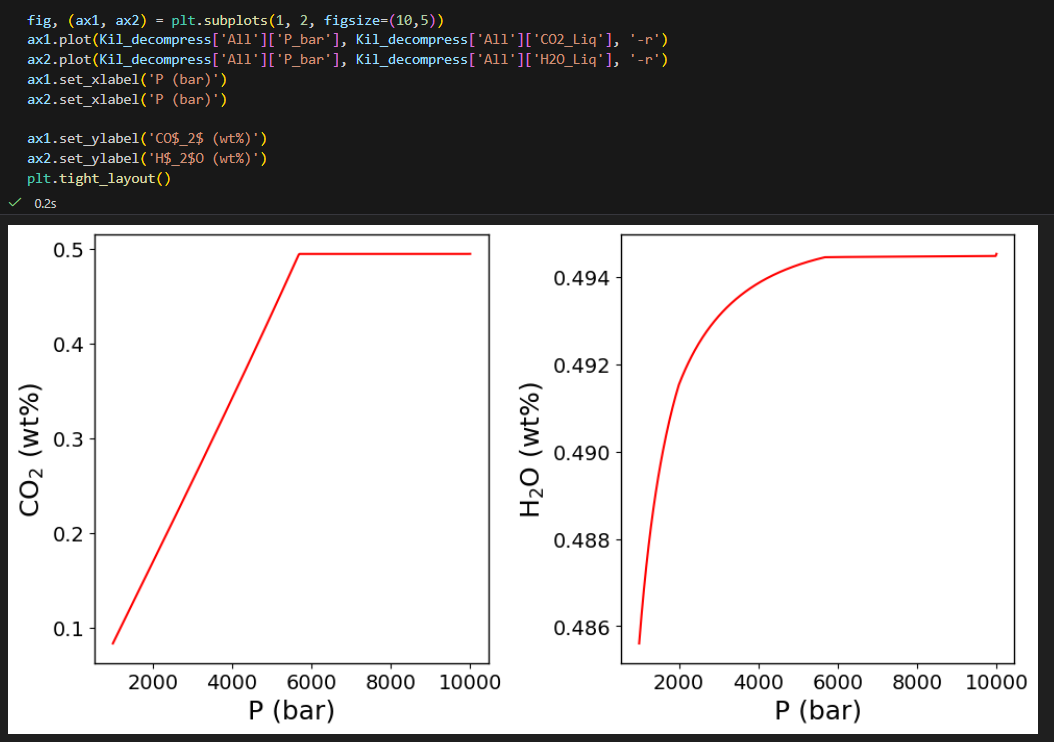 fig, (ax1, ax2) = plt.subplots(1, 2, figsize=(10,5))
ax1.plot(Kil_decompress['All']['P_bar'], Kil_decompress['All']['CO2_Liq'], '-r')
ax2.plot(Kil_decompress['All']['P_bar'], Kil_decompress['All']['H2O_Liq'], '-r')
ax1.set_xlabel('P (bar)')
ax2.set_xlabel('P (bar)')
ax1.set_ylabel('CO$_2$ (wt%)')
ax2.set_ylabel('H$_2$O (wt%)')
plt.tight_layout()
0.2s
CO₂ (wt%)
0.5
0.4
0.3
0.2
0.1
2000 4000 6000 8000 10000
P (bar)
H₂O (wt%)
0.494
0.492
0.490
0.488
0.486
2000 4000 6000 8000 10000
P (bar)